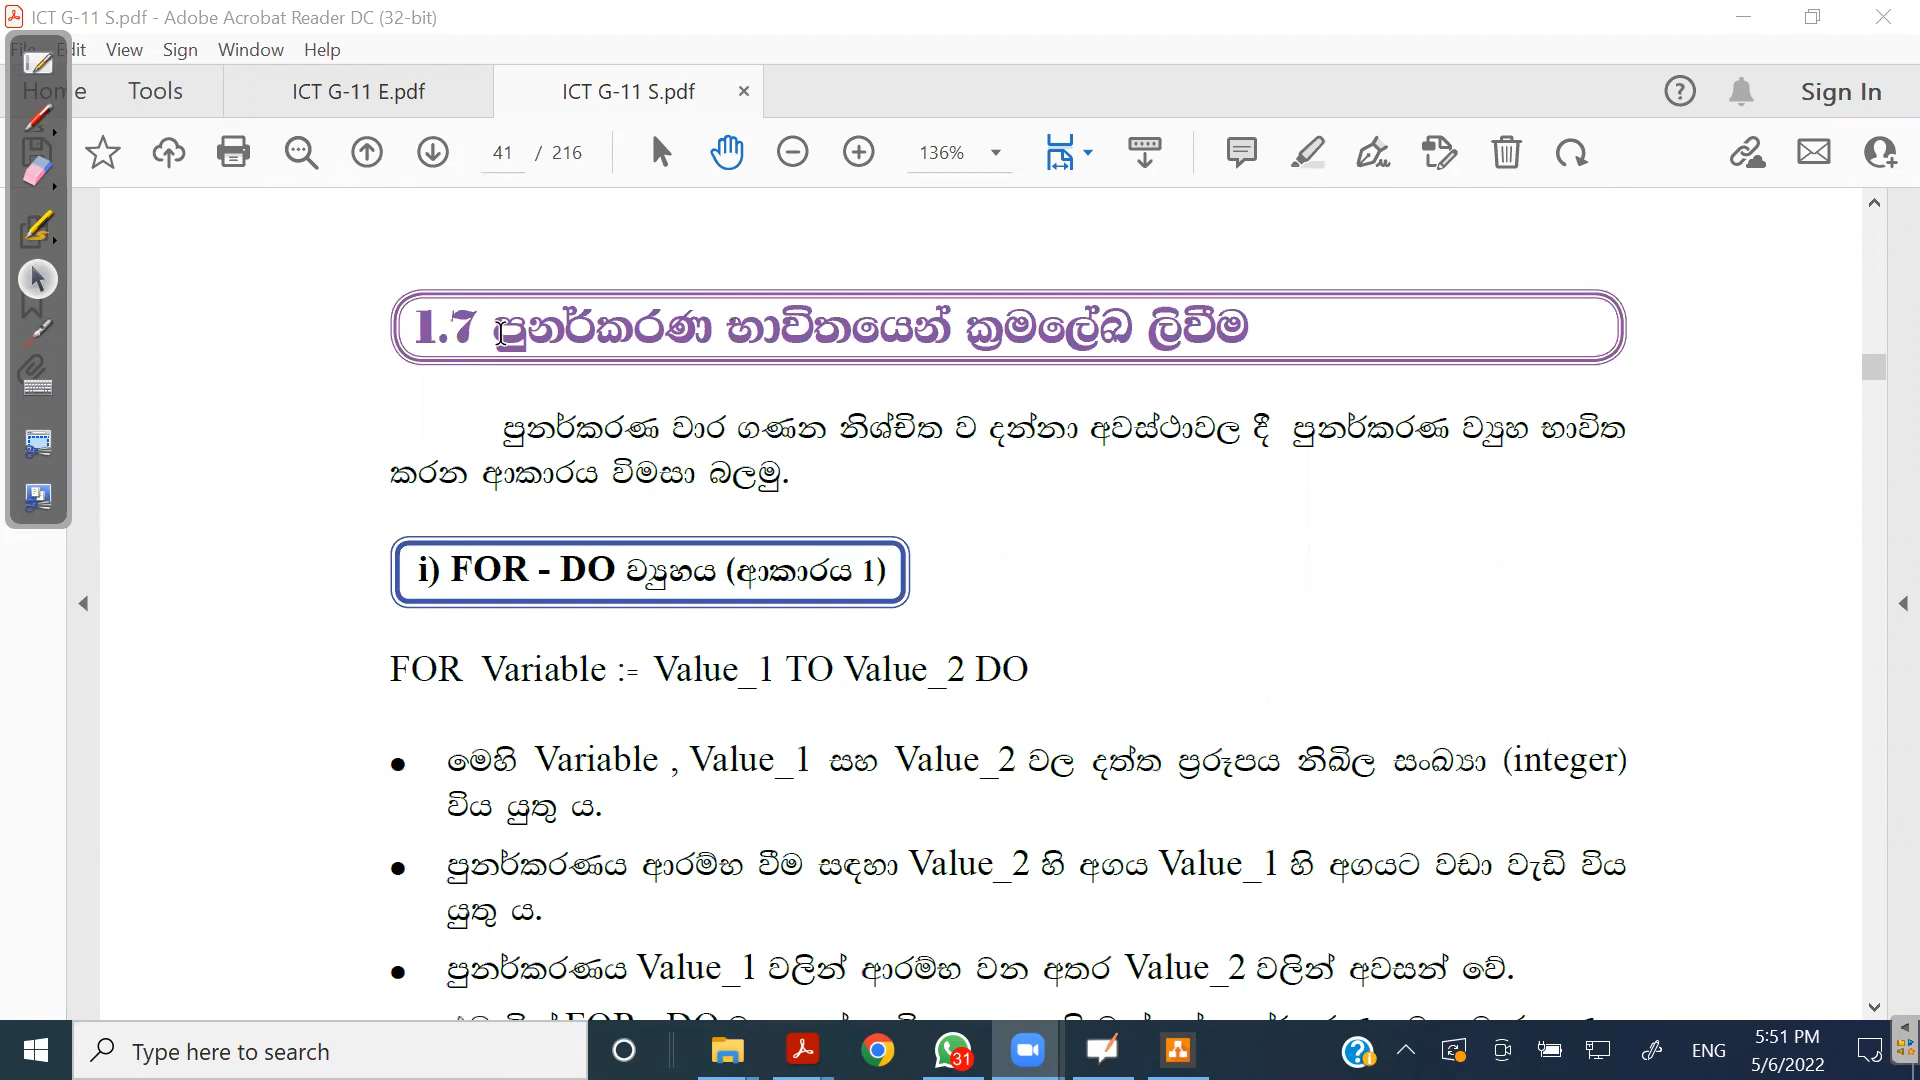 ICT G-11 S.pdf - Adobe Acrobat Reader DC (32-bit)
File Edit View Sign Window Help
Home Tools ICT G-11 E.pdf ICT G-11 S.pdf × Sign In
41 / 216 136%
1.7 පුනර්කරණ භාවිතයෙන් ක්‍රමලේඛ ලිවීම
පුනර්කරණ වාර ගණන නිශ්චිත ව දන්නා අවස්ථාවල දී පුනර්කරණ ව්‍යුහ භාවිත
කරන ආකාරය විමසා බලමු.
i) FOR - DO ව්‍යුහය (ආකාරය 1)
FOR Variable := Value_1 TO Value_2 DO
• මෙහි Variable , Value_1 සහ Value_2 වල දත්ත ප්‍රරූපය නිඛිල සංඛ්‍යා (integer)
විය යුතු ය.
• පුනර්කරණය ආරම්භ වීම සඳහා Value_2 හි අගය Value_1 හි අගයට වඩා වැඩි විය
යුතු ය.
• පුනර්කරණය Value_1 වලින් ආරම්භ වන අතර Value_2 වලින් අවසන් වේ.
FOR - DO
Type here to search 31 ENG 5:51 PM
5/6/2022